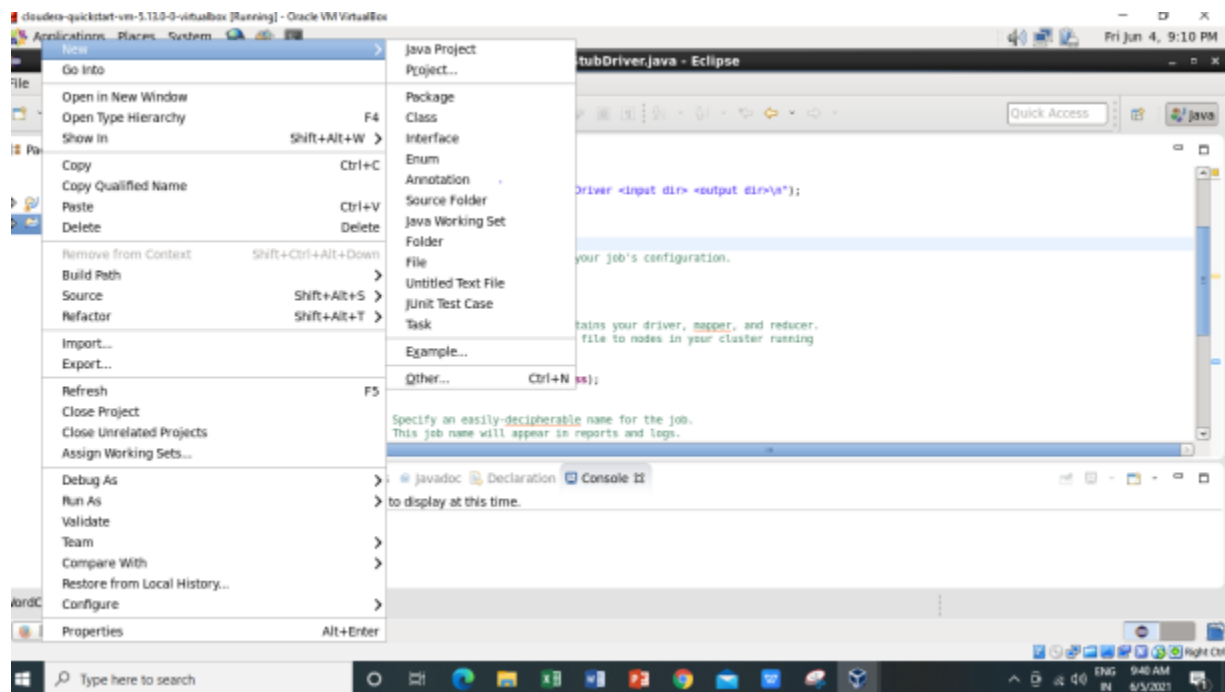 cloudera-quickstart-vm-5.13.0-0-virtualbox [Running] - Oracle VM VirtualBox
Applications Places System Fri Jun 4, 9:10 PM
tubDriver.java - Eclipse
File
Quick Access Java
Pa
New
Go Into
Open in New Window
Open Type Hierarchy F4
Show In Shift+Alt+W
Copy Ctrl+C
Copy Qualified Name
Paste Ctrl+V
Delete Delete
Remove from Context Shift+Ctrl+Alt+Down
Build Path
Source Shift+Alt+S
Refactor Shift+Alt+T
Import...
Export...
Refresh F5
Close Project
Close Unrelated Projects
Assign Working Sets...
Debug As
Run As
Validate
Team
Compare With
Restore from Local History...
Configure
Properties Alt+Enter
Java Project
Project...
Package
Class
Interface
Enum
Annotation
Source Folder
Java Working Set
Folder
File
Untitled Text File
JUnit Test Case
Task
Example...
Other... Ctrl+N
Driver <input dir> <output dir>\n");
your job's configuration.
tains your driver, mapper, and reducer.
file to nodes in your cluster running
ss);
Specify an easily-decipherable name for the job.
This job name will appear in reports and logs.
Javadoc Declaration Console
to display at this time.
WordC
Right Ctrl
Type here to search
ENG 9:40 AM
IN 6/5/2021